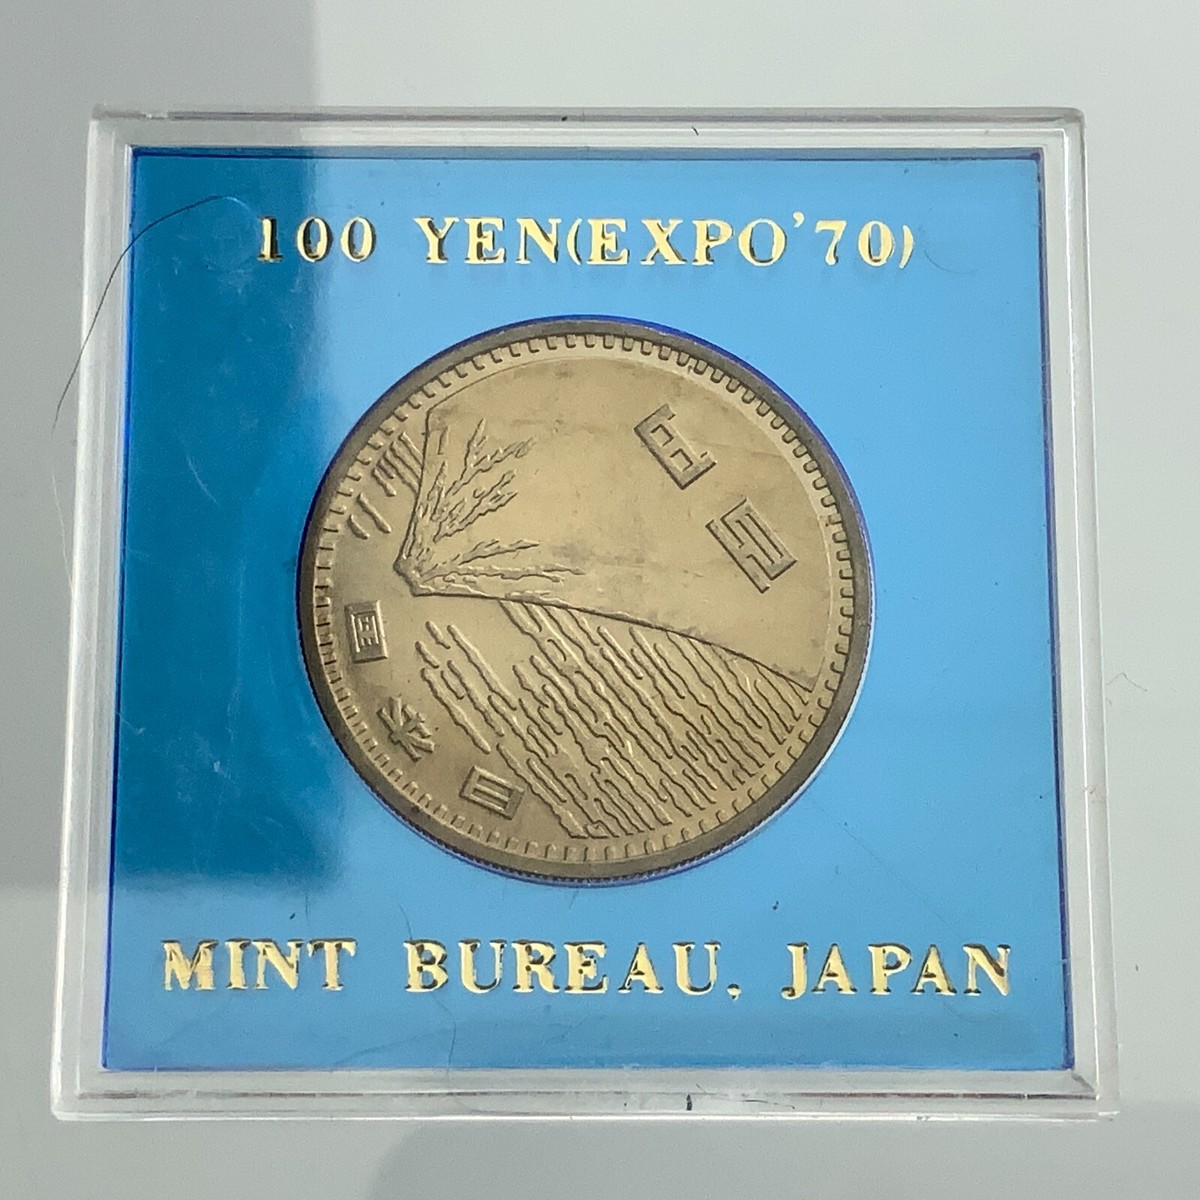 100 YEN(EXPO'70)
百円
日本国
MINT BUREAU, JAPAN